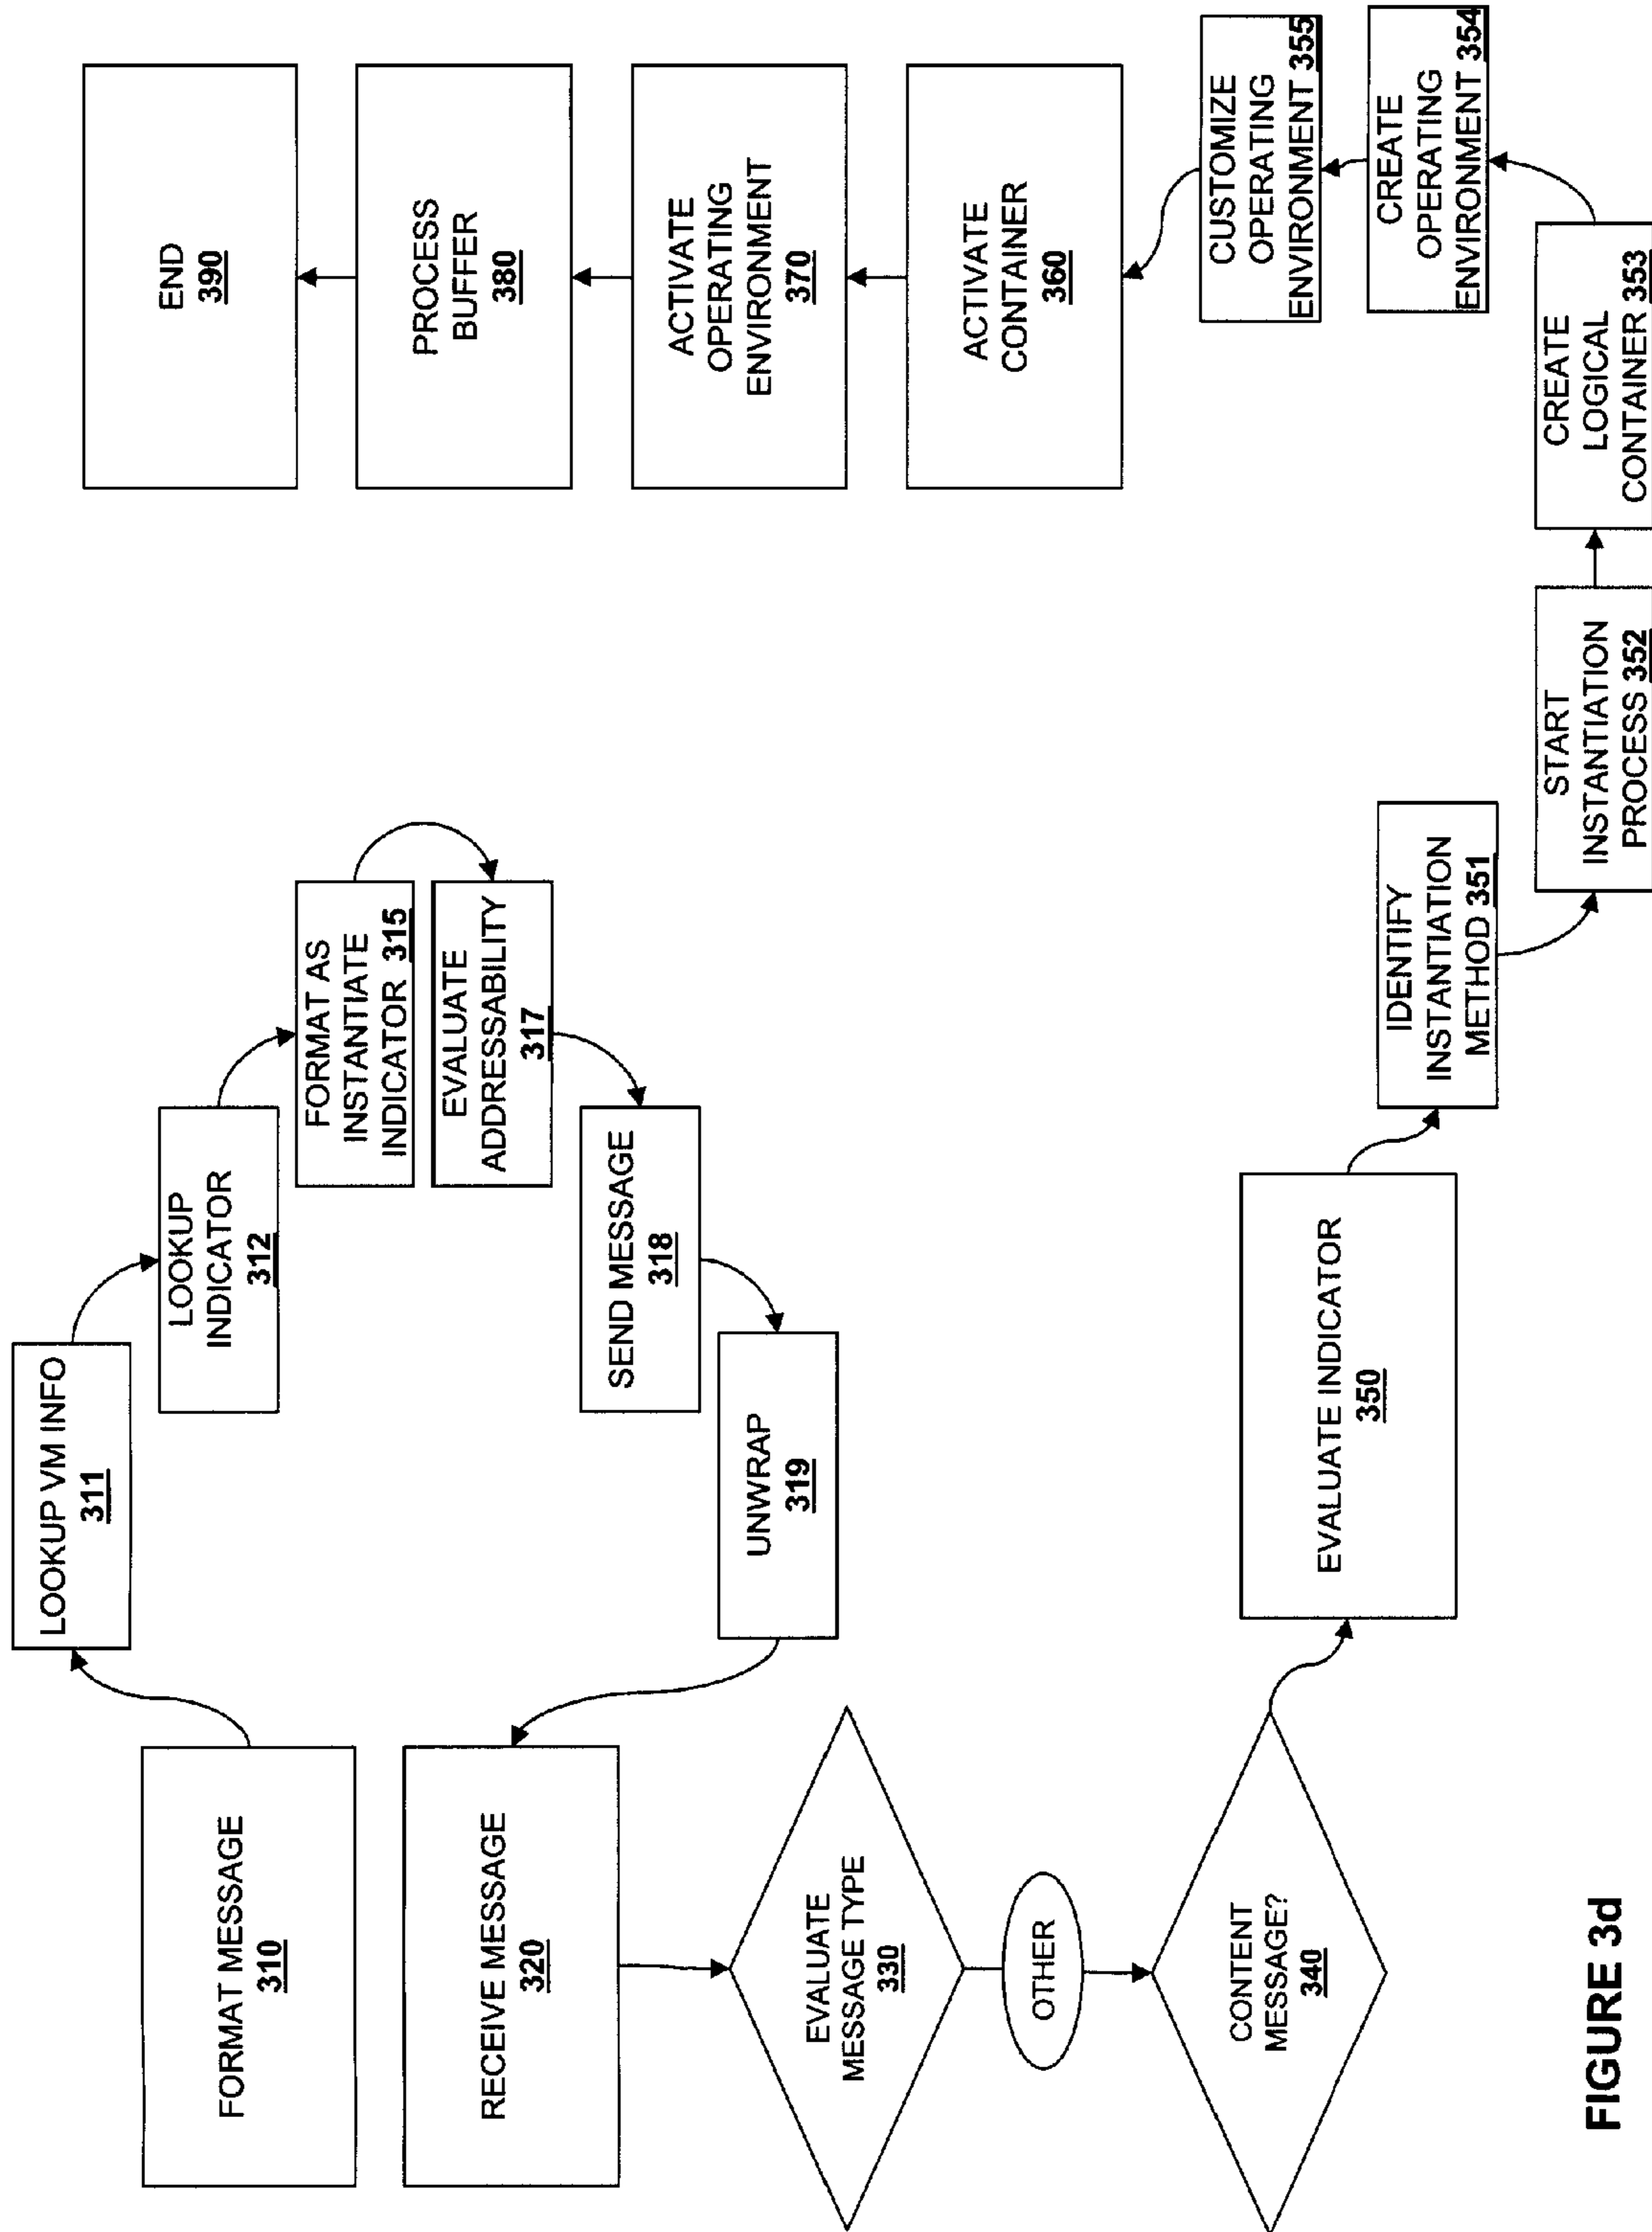 FORMAT MESSAGE
310
LOOKUP VM INFO
311
LOOKUP
INDICATOR
312
FORMAT AS
INSTANTIATE
INDICATOR 315
EVALUATE
ADDRESSABILITY
317
SEND MESSAGE
318
UNWRAP
319
RECEIVE MESSAGE
320
EVALUATE
MESSAGE TYPE
330
OTHER
CONTENT
MESSAGE?
340
EVALUATE INDICATOR
350
IDENTIFY
INSTANTIATION
METHOD 351
START
INSTANTIATION
PROCESS 352
CREATE
LOGICAL
CONTAINER 353
CREATE
OPERATING
ENVIRONMENT 354
CUSTOMIZE
OPERATING
ENVIRONMENT 355
ACTIVATE
CONTAINER
360
ACTIVATE
OPERATING
ENVIRONMENT
370
PROCESS
BUFFER
380
END
390
FIGURE 3d